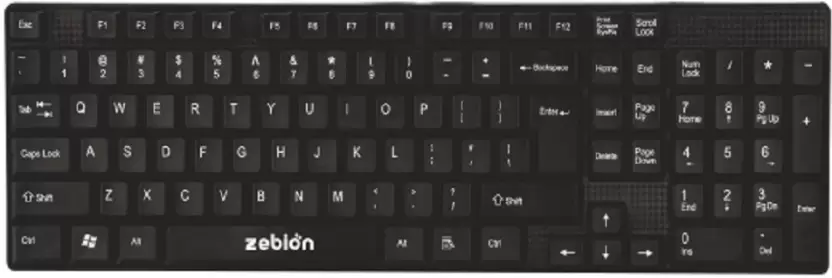 Esc F1 F2 F3 F4 F5 F6 F7 F8 F9 F10 F11 F12 Print Screen SysRq Scroll Lock
! 1 @ 2 # 3 $ 4 % 5 6 & 7 * 8 ( 9 ) 0 - + = ← Backspace Home End Num Lock / * -
Tab Q W E R T Y U I O P { [ } ] Enter Insert Page Up 7 Home 8 ↑ 9 Pg Up +
Caps Lock A S D F G H J K L : ; Delete Page Down 4 ← 5 6 →
⇧ Shift Z X C V B N M < , > . ? / ⇧ Shift ↑ 1 End 2 ↓ 3 Pg Dn Enter
Ctrl Alt zebion Alt Ctrl ← ↓ → 0 Ins . Del